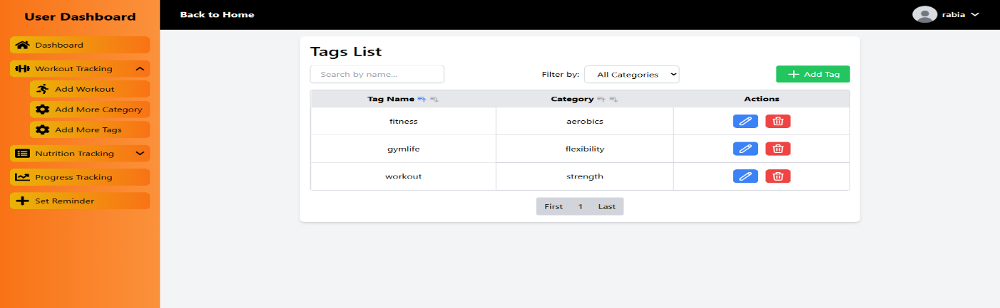 User Dashboard
Dashboard
Workout Tracking
Add Workout
Add More Category
Add More Tags
Nutrition Tracking
Progress Tracking
Set Reminder
Back to Home
rabia
Tags List
Search by name...
Filter by: All Categories
Add Tag
Tag Name Category Actions
fitness aerobics
gymlife flexibility
workout strength
First 1 Last